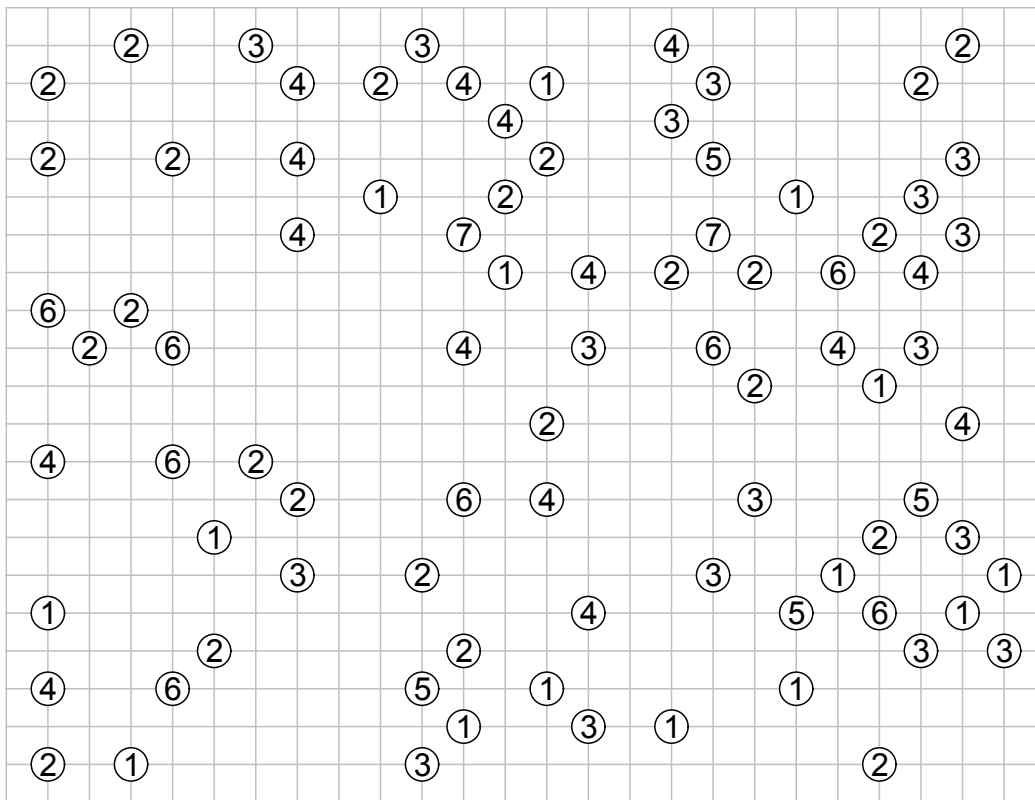 2 3 3 4 2
2 4 2 4 1 3 2
4 3
2 2 4 2 5 3
1 2 1 3
4 7 7 2 3
1 4 2 2 6 4
6 2
2 6 4 3 6 4 3
2 1
2 4
4 6 2
2 6 4 3 5
1 2 3
3 2 3 1 1
1 4 5 6 1
2 2 3 3
4 6 5 1 1
1 3 1
2 1 3 2